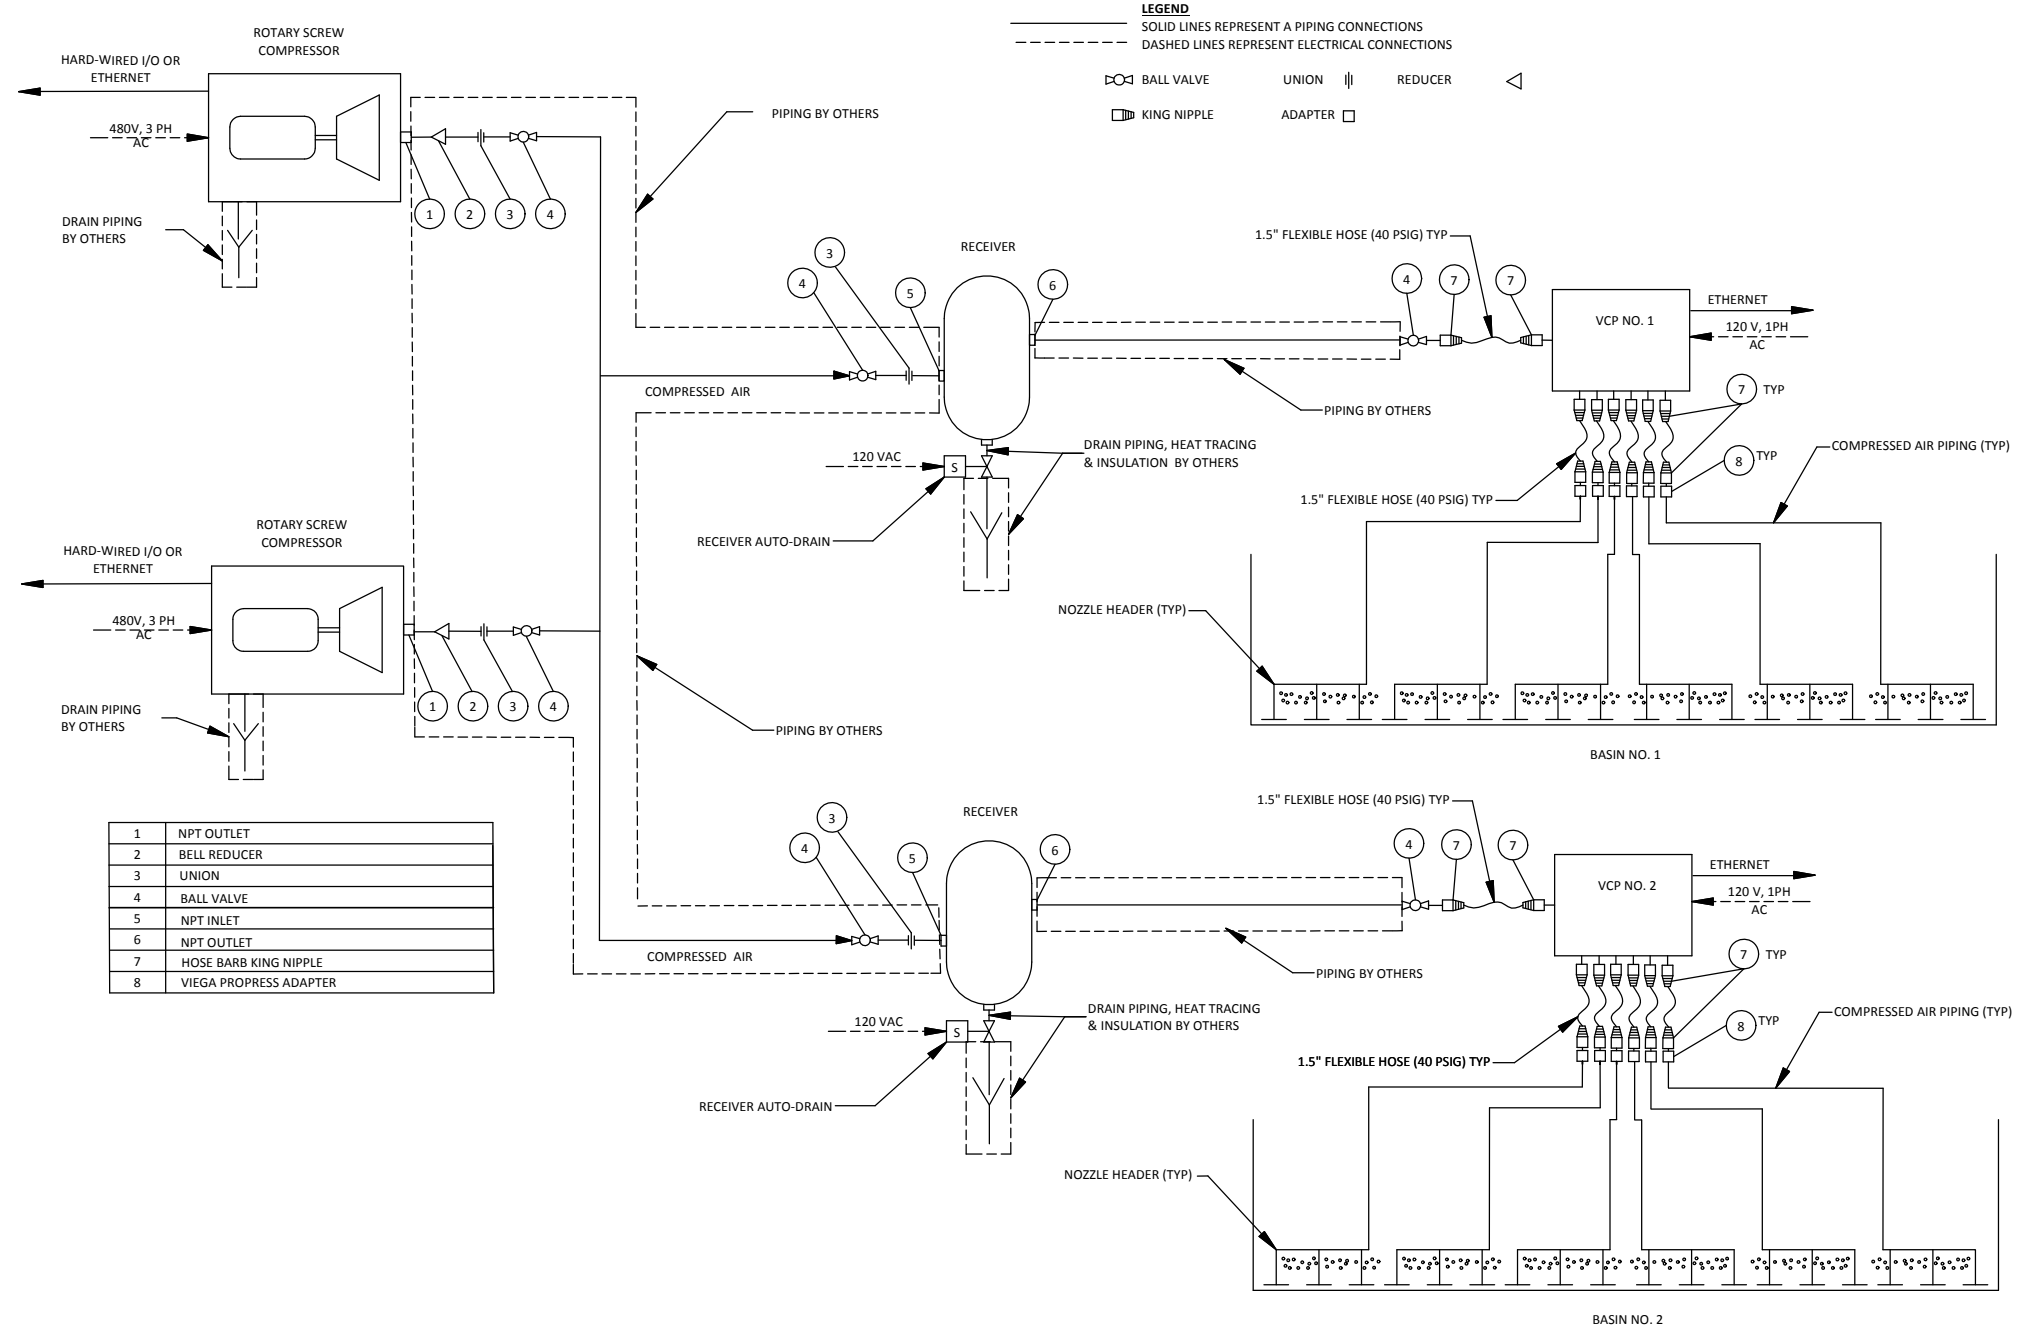 LEGEND
SOLID LINES REPRESENT A PIPING CONNECTIONS
DASHED LINES REPRESENT ELECTRICAL CONNECTIONS
BALL VALVE
UNION
REDUCER
KING NIPPLE
ADAPTER
ROTARY SCREW
COMPRESSOR
HARD-WIRED I/O OR
ETHERNET
480V, 3 PH
AC
DRAIN PIPING
BY OTHERS
1
2
3
4
PIPING BY OTHERS
COMPRESSED AIR
4
3
5
RECEIVER
6
120 VAC
S
RECEIVER AUTO-DRAIN
DRAIN PIPING, HEAT TRACING
& INSULATION BY OTHERS
PIPING BY OTHERS
1.5" FLEXIBLE HOSE (40 PSIG) TYP
4
7
7
VCP NO. 1
ETHERNET
120 V, 1PH
AC
7
TYP
8
TYP
COMPRESSED AIR PIPING (TYP)
1.5" FLEXIBLE HOSE (40 PSIG) TYP
NOZZLE HEADER (TYP)
BASIN NO. 1
ROTARY SCREW
COMPRESSOR
HARD-WIRED I/O OR
ETHERNET
480V, 3 PH
AC
DRAIN PIPING
BY OTHERS
1
2
3
4
PIPING BY OTHERS
COMPRESSED AIR
4
3
5
RECEIVER
6
120 VAC
S
RECEIVER AUTO-DRAIN
DRAIN PIPING, HEAT TRACING
& INSULATION BY OTHERS
PIPING BY OTHERS
1.5" FLEXIBLE HOSE (40 PSIG) TYP
4
7
7
VCP NO. 2
ETHERNET
120 V, 1PH
AC
7
TYP
8
TYP
COMPRESSED AIR PIPING (TYP)
1.5" FLEXIBLE HOSE (40 PSIG) TYP
NOZZLE HEADER (TYP)
BASIN NO. 2
1 NPT OUTLET
2 BELL REDUCER
3 UNION
4 BALL VALVE
5 NPT INLET
6 NPT OUTLET
7 HOSE BARB KING NIPPLE
8 VIEGA PROPRESS ADAPTER